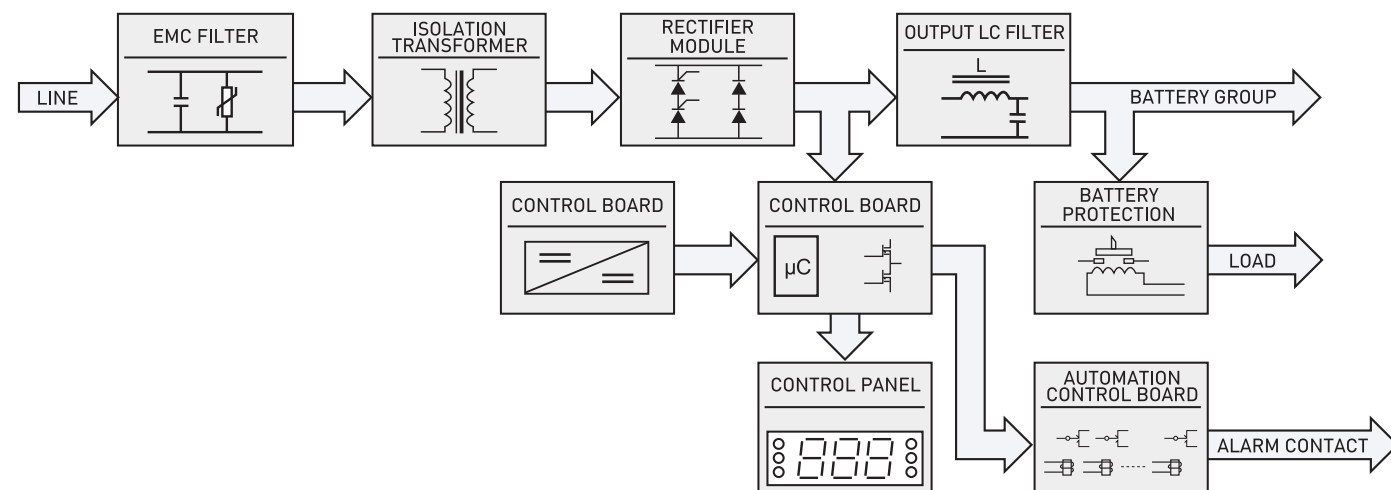 EMC FILTER
ISOLATION
TRANSFORMER
RECTIFIER
MODULE
OUTPUT LC FILTER
L
LINE
BATTERY GROUP
CONTROL BOARD
CONTROL BOARD
µC
BATTERY
PROTECTION
LOAD
CONTROL PANEL
888
AUTOMATION
CONTROL BOARD
ALARM CONTACT